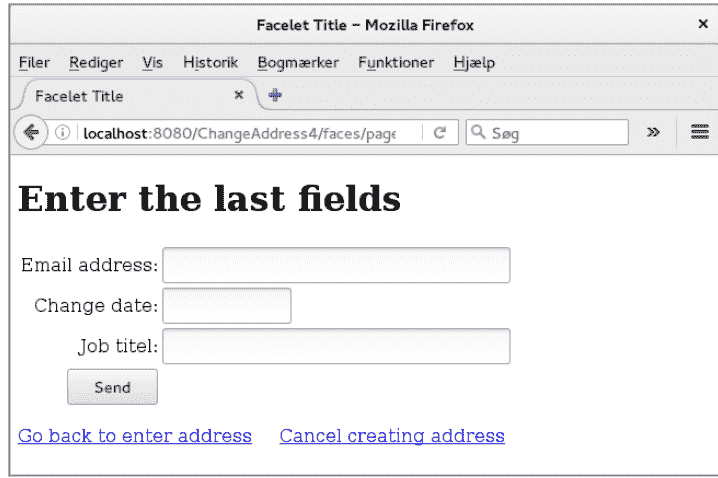 Facelet Title – Mozilla Firefox ×
Filer Rediger Vis Historik Bogmærker Funktioner Hjælp
Facelet Title ×
localhost:8080/ChangeAddress4/faces/page Søg
Enter the last fields
Email address:
Change date:
Job titel:
Send
Go back to enter address Cancel creating address